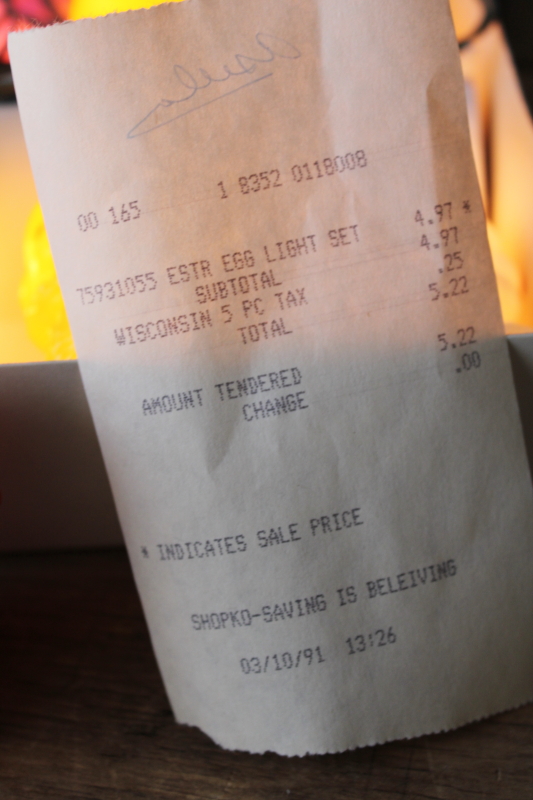 00 165 1 8352 0118008
75931055 ESTR EGG LIGHT SET 4.97 *
SUBTOTAL 4.97
WISCONSIN 5 PC TAX .25
TOTAL 5.22
AMOUNT TENDERED 5.22
CHANGE .00
* INDICATES SALE PRICE
SHOPKO-SAVING IS BELEIVING
03/10/91 13:26